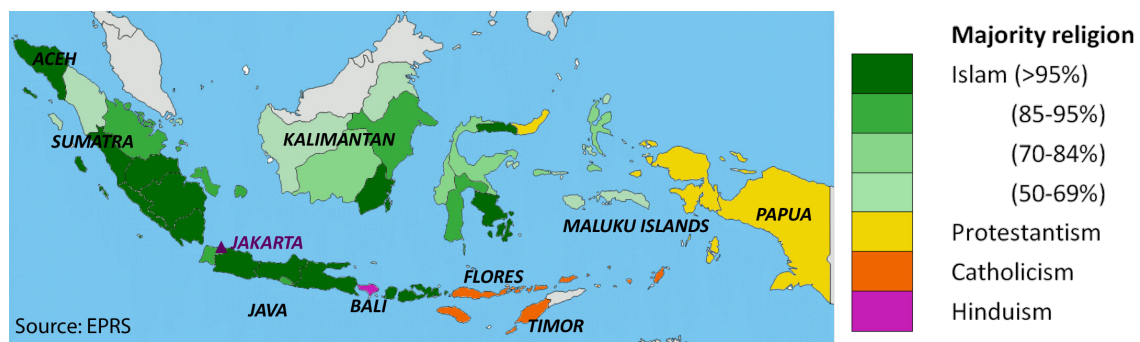 ACEH
SUMATRA
KALIMANTAN
JAKARTA
JAVA
BALI
FLORES
TIMOR
MALUKU ISLANDS
PAPUA
Source: EPRS
Majority religion
Islam (>95%)
(85-95%)
(70-84%)
(50-69%)
Protestantism
Catholicism
Hinduism